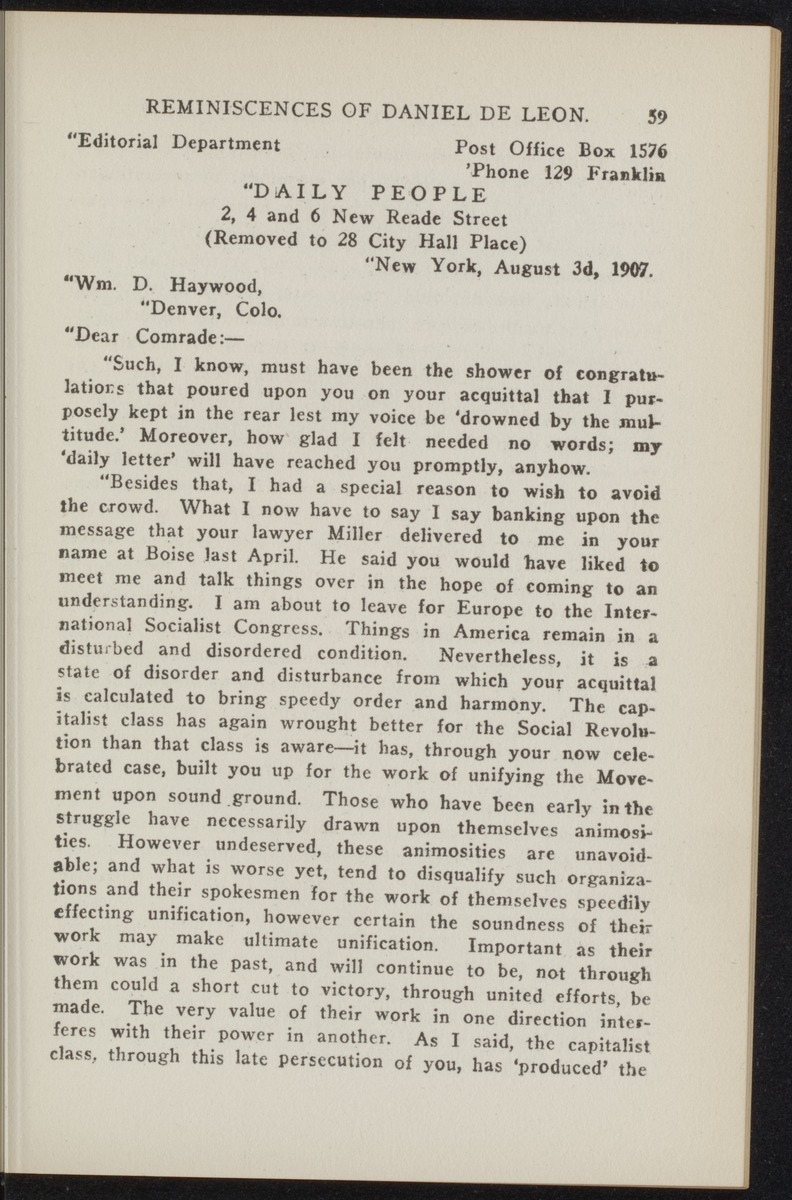 REMINISCENCES OF DANIEL DE LEON. 59
"Editorial Department Post Office Box 1576
'Phone 129 Franklin
"DAILY PEOPLE
2, 4 and 6 New Reade Street
(Removed to 28 City Hall Place)
"New York, August 3d, 1907.
"Wm. D. Haywood,
"Denver, Colo.
"Dear Comrade:—
"Such, I know, must have been the shower of congratu-
lations that poured upon you on your acquittal that I pur-
posely kept in the rear lest my voice be 'drowned by the mul-
titude.' Moreover, how glad I felt needed no words; my
'daily letter' will have reached you promptly, anyhow.
"Besides that, I had a special reason to wish to avoid
the crowd. What I now have to say I say banking upon the
message that your lawyer Miller delivered to me in your
name at Boise last April. He said you would have liked to
meet me and talk things over in the hope of coming to an
understanding. I am about to leave for Europe to the Inter-
national Socialist Congress. Things in America remain in a
disturbed and disordered condition. Nevertheless, it is a
state of disorder and disturbance from which your acquittal
is calculated to bring speedy order and harmony. The cap-
italist class has again wrought better for the Social Revolu-
tion than that class is aware—it has, through your now cele-
brated case, built you up for the work of unifying the Move-
ment upon sound ground. Those who have been early in the
struggle have necessarily drawn upon themselves animosi-
ties. However undeserved, these animosities are unavoid-
able; and what is worse yet, tend to disqualify such organiza-
tions and their spokesmen for the work of themselves speedily
effecting unification, however certain the soundness of their
work may make ultimate unification. Important as their
work was in the past, and will continue to be, not through
them could a short cut to victory, through united efforts, be
made. The very value of their work in one direction inter-
feres with their power in another. As I said, the capitalist
class, through this late persecution of you, has 'produced' the